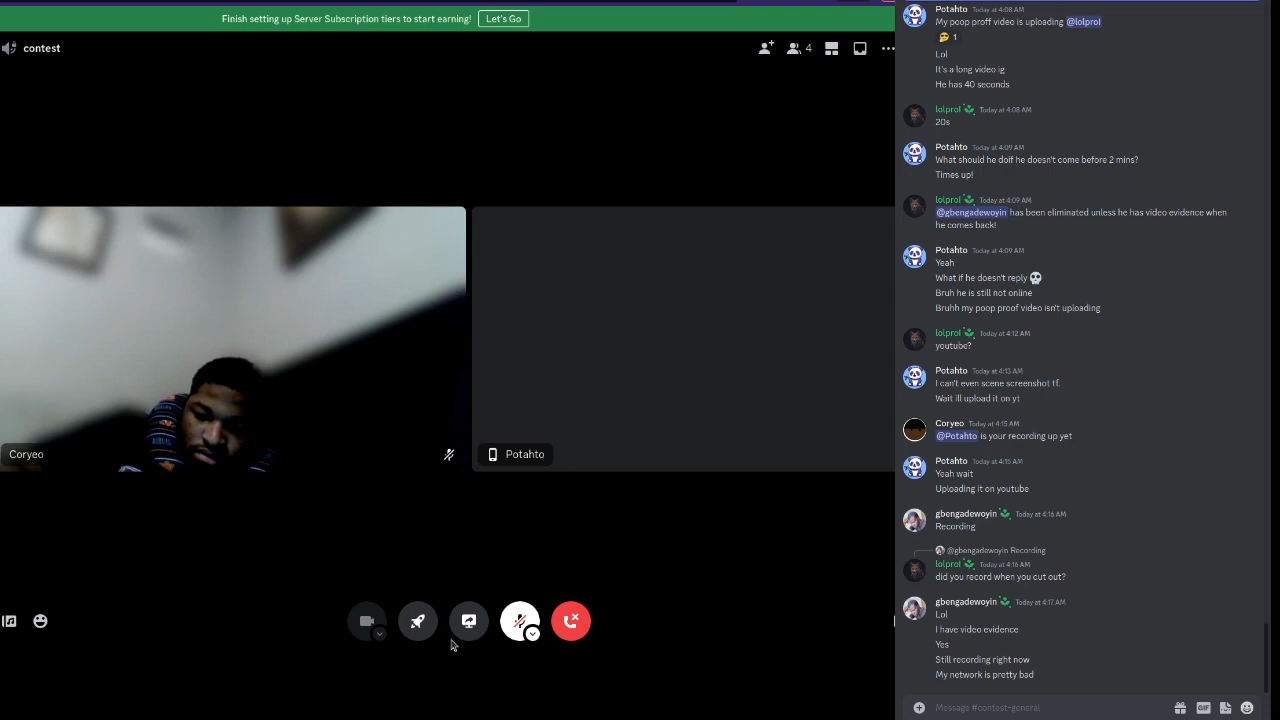 Finish setting up Server Subscription tiers to start earning!
Let's Go
contest
4
Coryeo
Potahto
Potahto Today at 4:08 AM
My poop proff video is uploading @lolprol
1
Lol
It's a long video ig
He has 40 seconds
lolprol Today at 4:08 AM
20s
Potahto Today at 4:09 AM
What should he doif he doesn't come before 2 mins?
Times up!
lolprol Today at 4:09 AM
@gbengadewoyin has been eliminated unless he has video evidence when
he comes back!
Potahto Today at 4:09 AM
Yeah
What if he doesn't reply 💀
Bruh he is still not online
Bruhh my poop proof video isn't uploading
lolprol Today at 4:12 AM
youtube?
Potahto Today at 4:13 AM
I can't even scene screenshot tf.
Wait ill upload it on yt
Coryeo Today at 4:15 AM
@Potahto is your recording up yet
Potahto Today at 4:15 AM
Yeah wait
Uploading it on youtube
gbengadewoyin Today at 4:16 AM
Recording
@gbengadewoyin Recording
lolprol Today at 4:16 AM
did you record when you cut out?
gbengadewoyin Today at 4:17 AM
Lol
I have video evidence
Yes
Still recording right now
My network is pretty bad
Message #contest-general
GIF